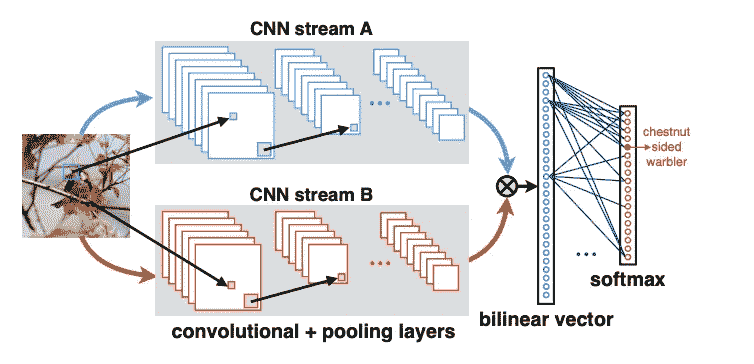 CNN stream A
CNN stream B
convolutional + pooling layers
bilinear vector
softmax
chestnut
sided
warbler